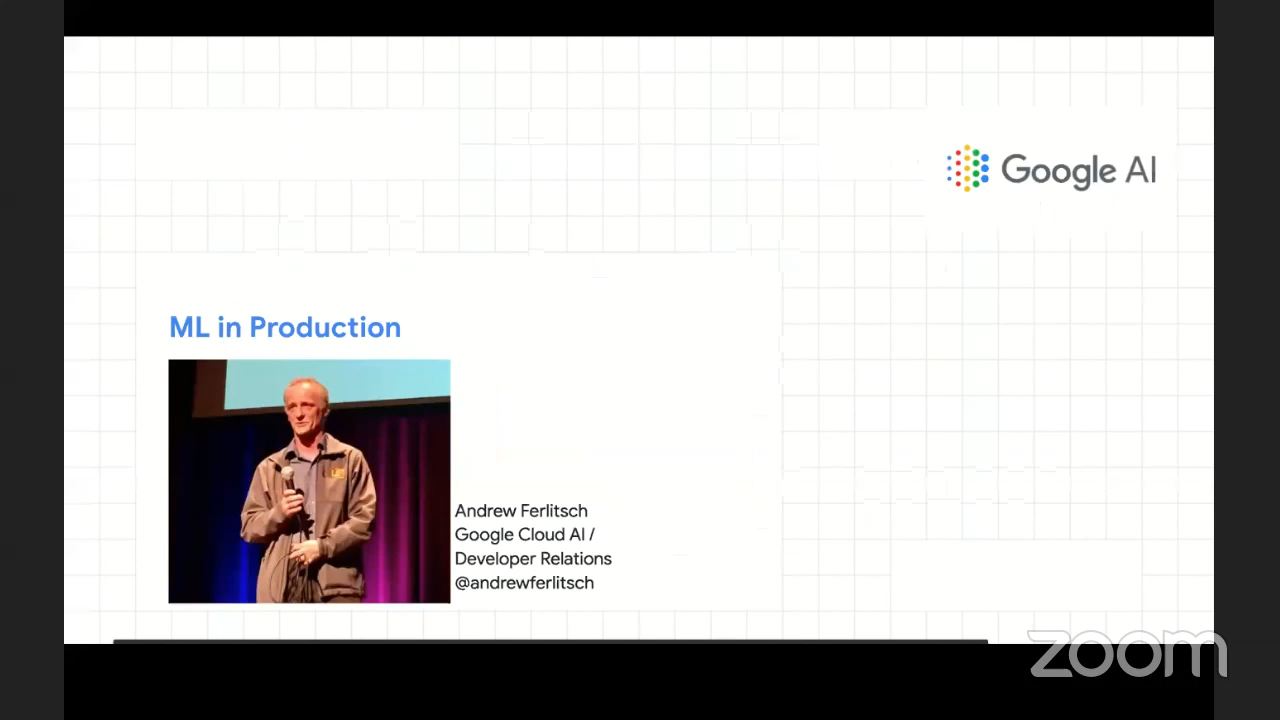 Google AI
ML in Production
Andrew Ferlitsch
Google Cloud AI /
Developer Relations
@andrewferlitsch
zoom